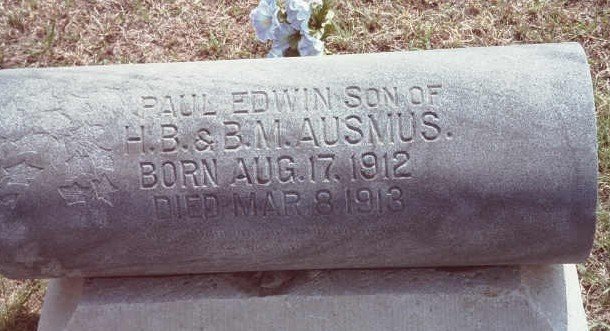 PAUL EDWIN SON OF
H.B. & B.M. AUSMUS.
BORN AUG. 17, 1912
DIED MAR 8 1913